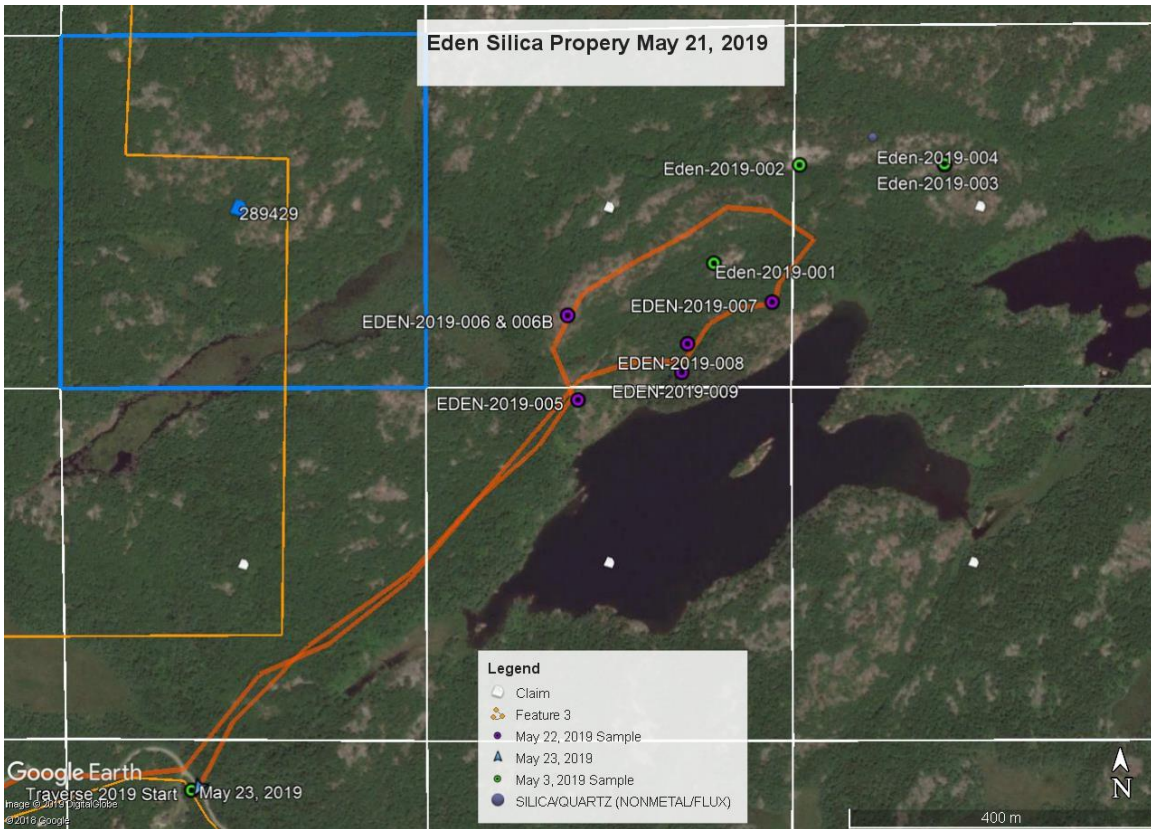 Eden Silica Propery May 21, 2019
Eden-2019-002
Eden-2019-004
Eden-2019-003
289429
Eden-2019-001
EDEN-2019-007
EDEN-2019-006 & 006B
EDEN-2019-008
EDEN-2019-009
EDEN-2019-005
Legend
Claim
Feature 3
May 22, 2019 Sample
May 23, 2019
May 3, 2019 Sample
SILICA/QUARTZ (NONMETAL/FLUX)
Google Earth
Traverse 2019 Start
May 23, 2019
Image © 2019 DigitalGlobe
©2018 Google
N
400 m